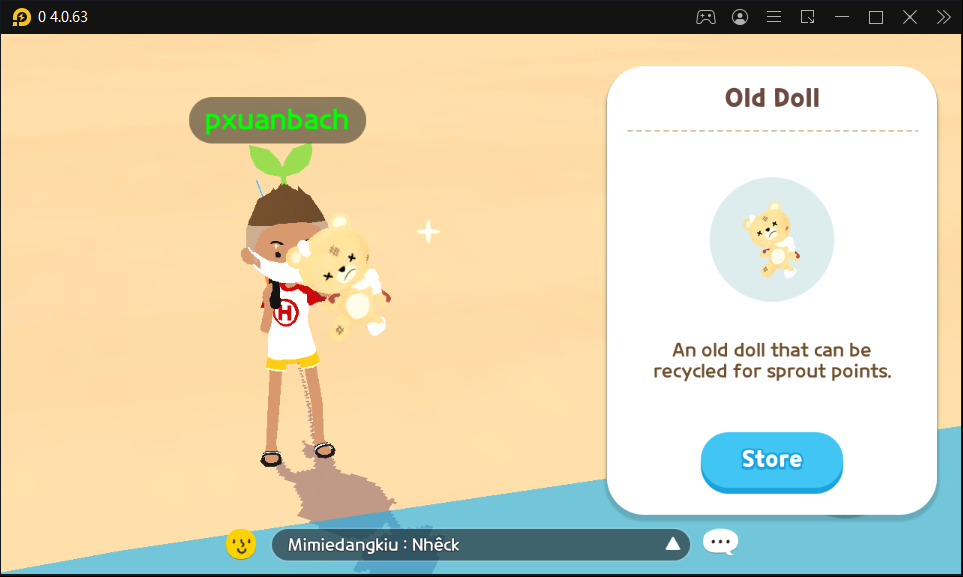 0 4.0.63
Old Doll
pxuanbach
H
An old doll that can be
recycled for sprout points.
Store
Mimiedangkiu : Nhêck